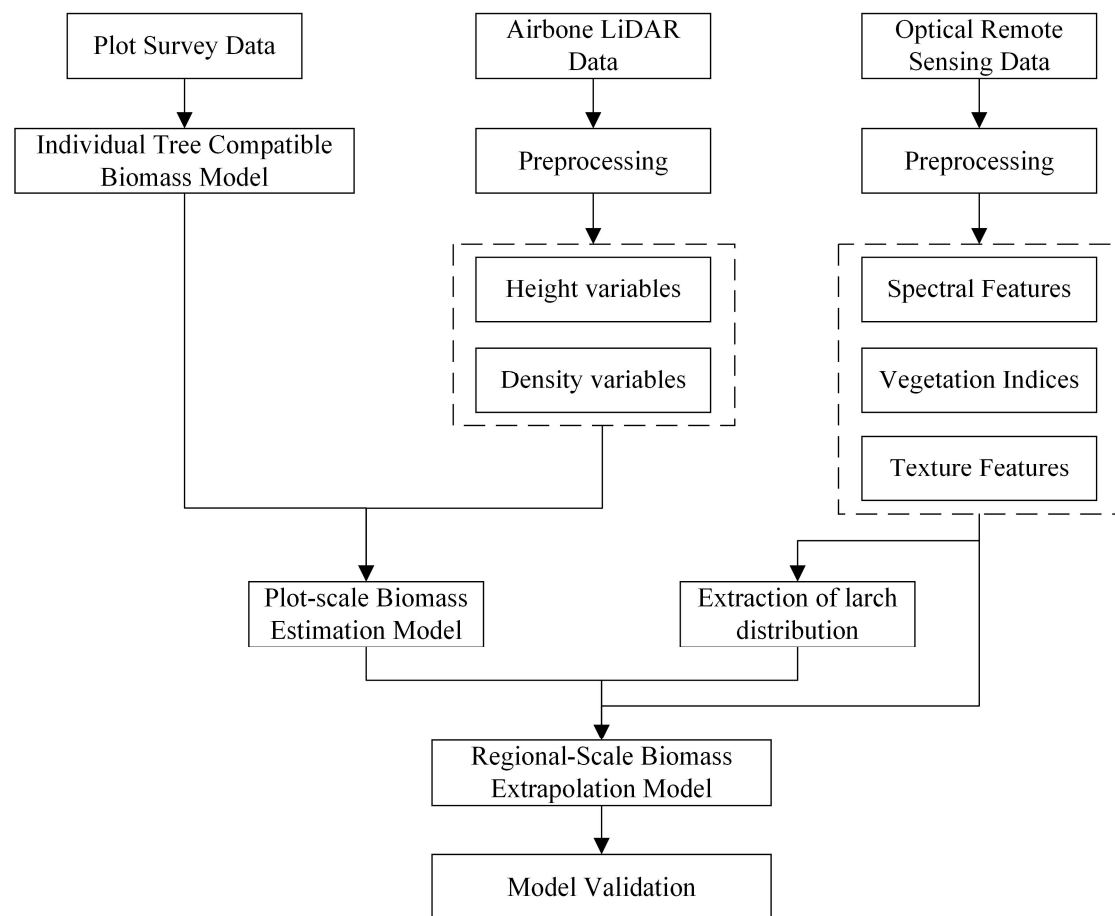 Plot Survey Data
Airbone LiDAR
Data
Optical Remote
Sensing Data
Individual Tree Compatible
Biomass Model
Preprocessing
Preprocessing
Height variables
Density variables
Spectral Features
Vegetation Indices
Texture Features
Plot-scale Biomass
Estimation Model
Extraction of larch
distribution
Regional-Scale Biomass
Extrapolation Model
Model Validation